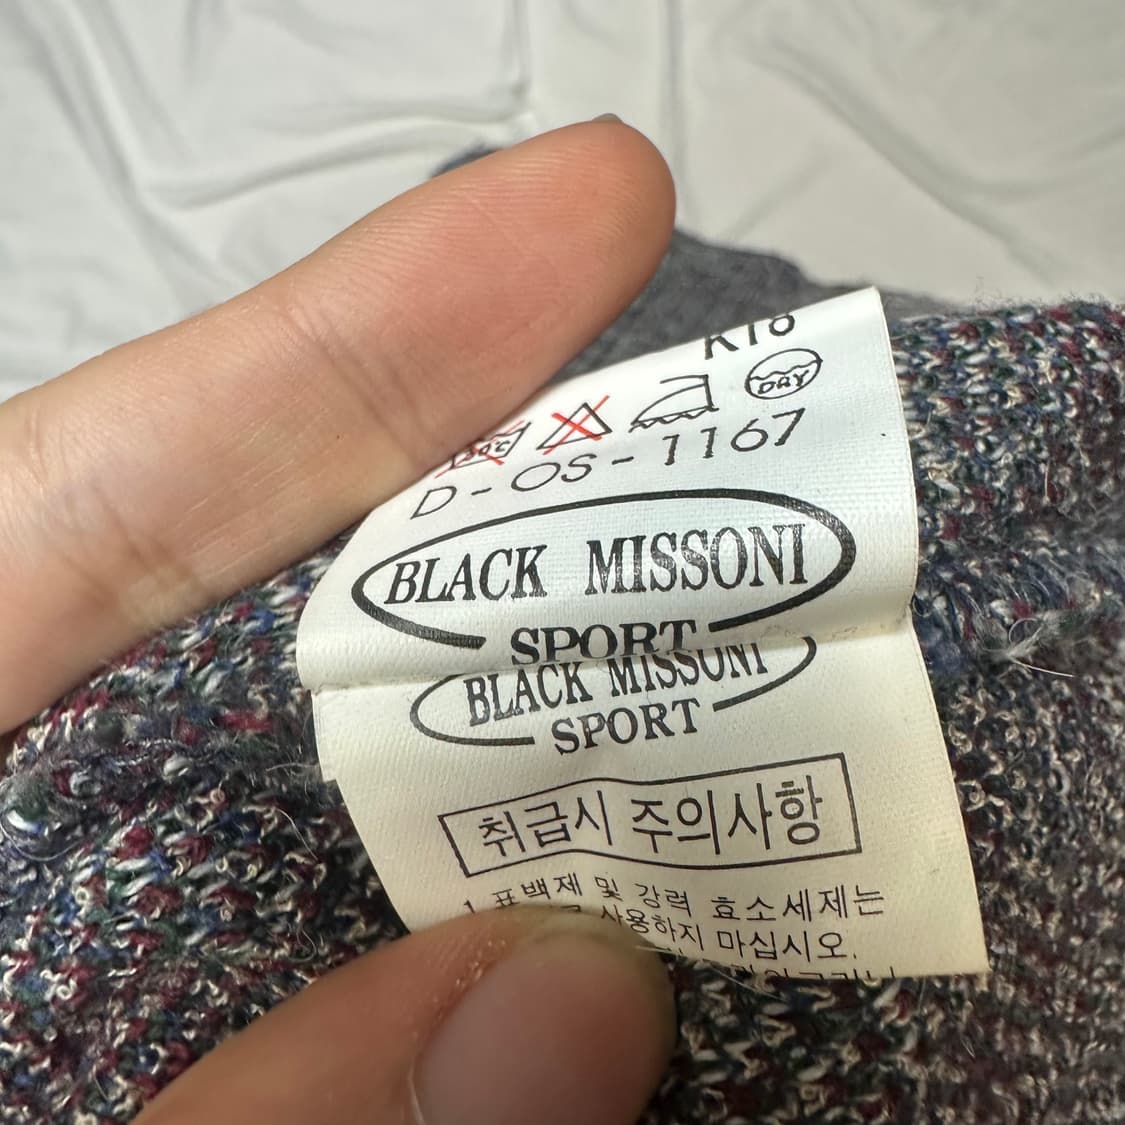 K K18
DRY
D-OS-1167
BLACK MISSONI
SPORT
BLACK MISSONI
SPORT
취급시 주의사항
1. 표백제 및 강력 효소세제는
사용하지 마십시오.